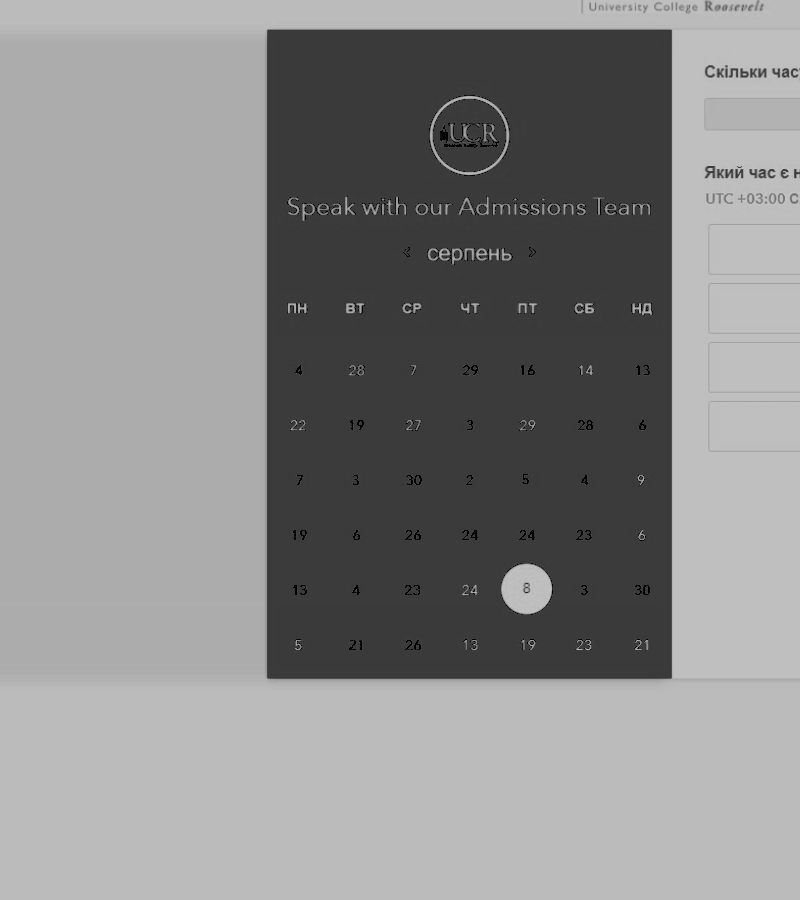 University College Roosevelt
Скільки час
UCR
Speak with our Admissions Team
Який час є н
UTC +03:00 С
серпень
ПН ВТ СР ЧТ ПТ СБ НД
4 28 7 29 16 14 13
22 19 27 3 29 28 6
7 3 30 2 5 4 9
19 6 26 24 24 23 6
13 4 23 24 8 3 30
5 21 26 13 19 23 21